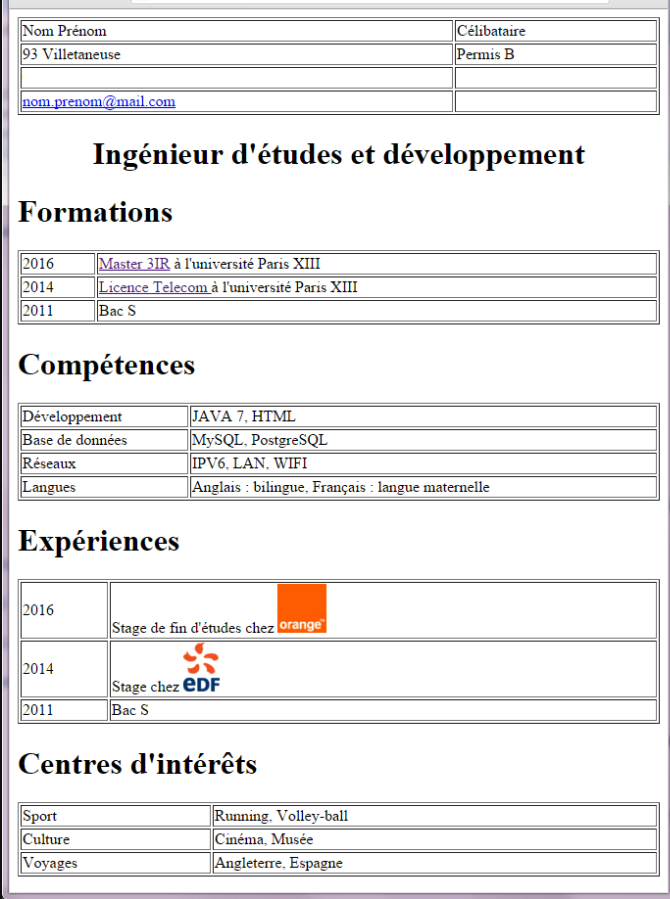 Nom Prénom Célibataire
93 Villetaneuse Permis B
nom.prenom@mail.com
Ingénieur d'études et développement
Formations
2016 Master 3IR à l'université Paris XIII
2014 Licence Telecom à l'université Paris XIII
2011 Bac S
Compétences
Développement JAVA 7, HTML
Base de données MySQL, PostgreSQL
Réseaux IPV6, LAN, WIFI
Langues Anglais : bilingue, Français : langue maternelle
Expériences
2016 Stage de fin d'études chez orange™
2014 Stage chez eDF
2011 Bac S
Centres d'intérêts
Sport Running, Volley-ball
Culture Cinéma, Musée
Voyages Angleterre, Espagne